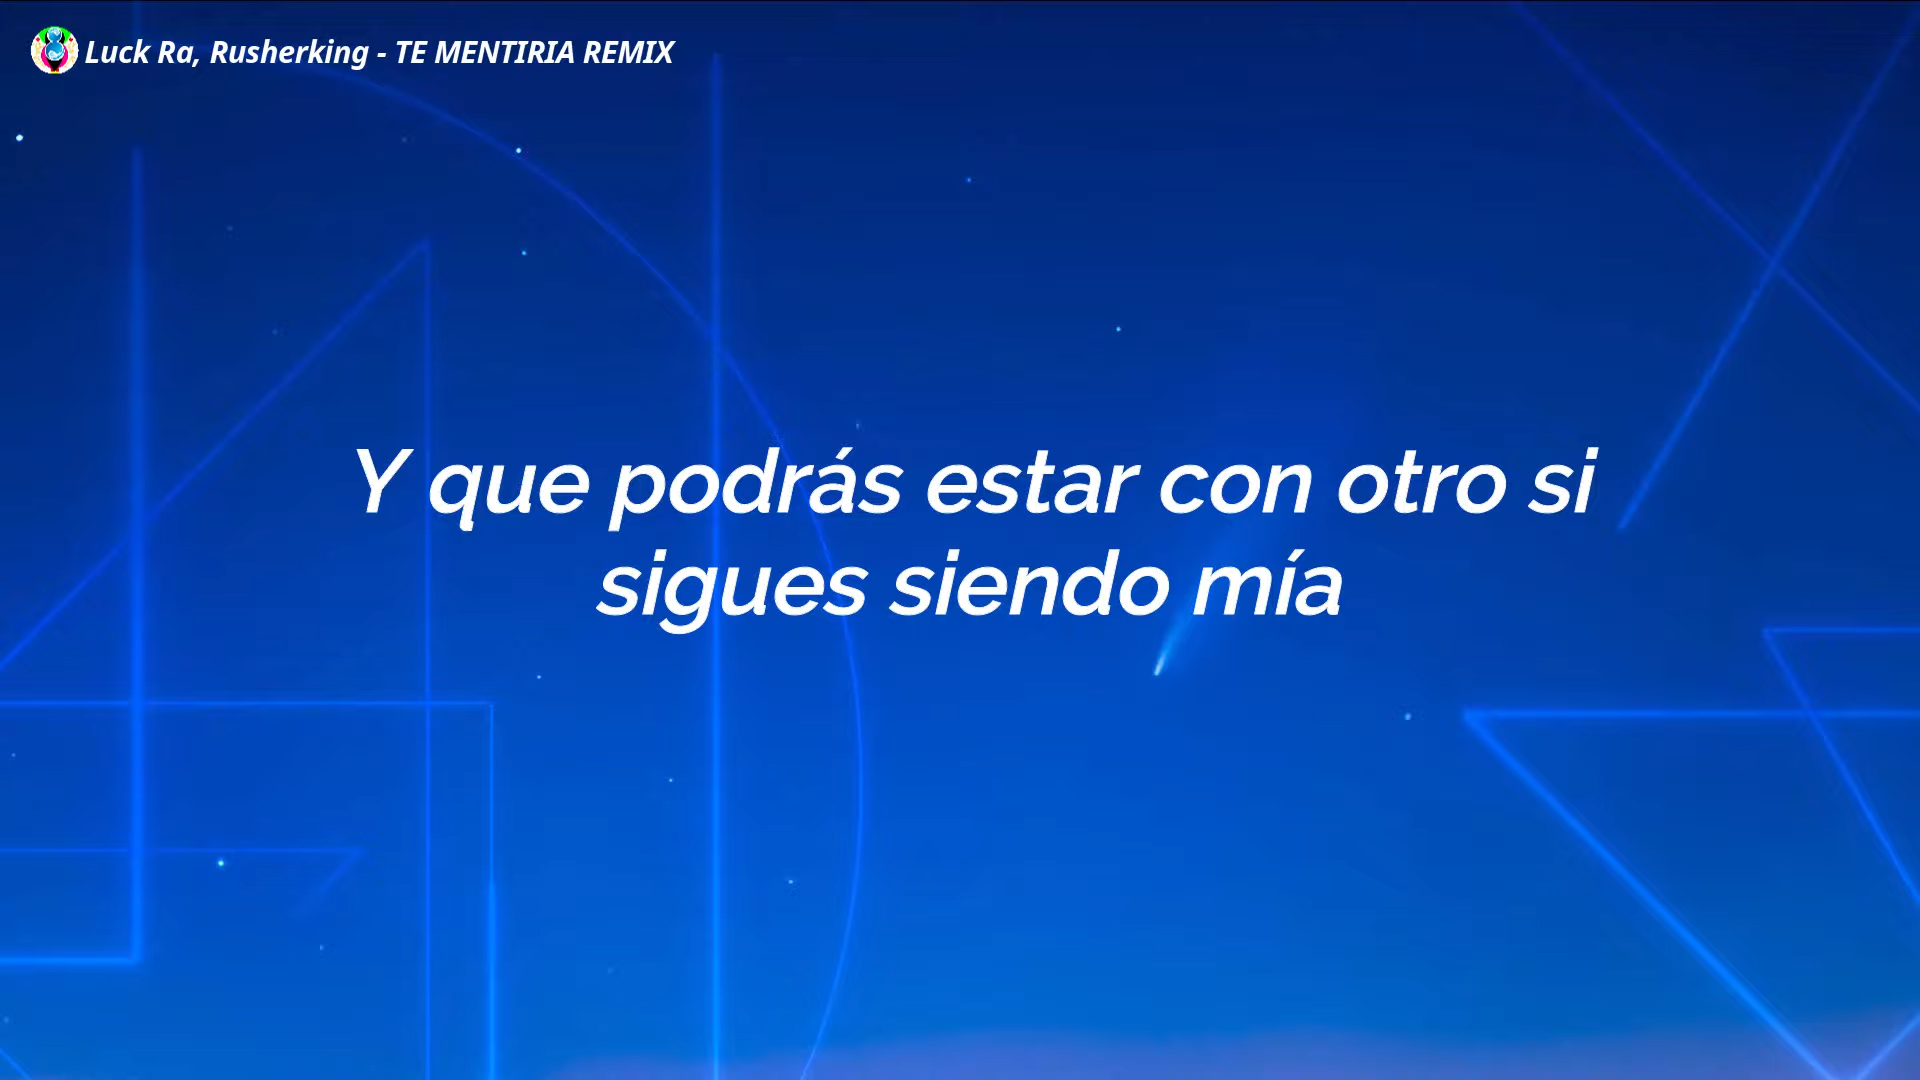 Luck Ra, Rusherking - TE MENTIRIA REMIX
Y que podrás estar con otro si
sigues siendo mía